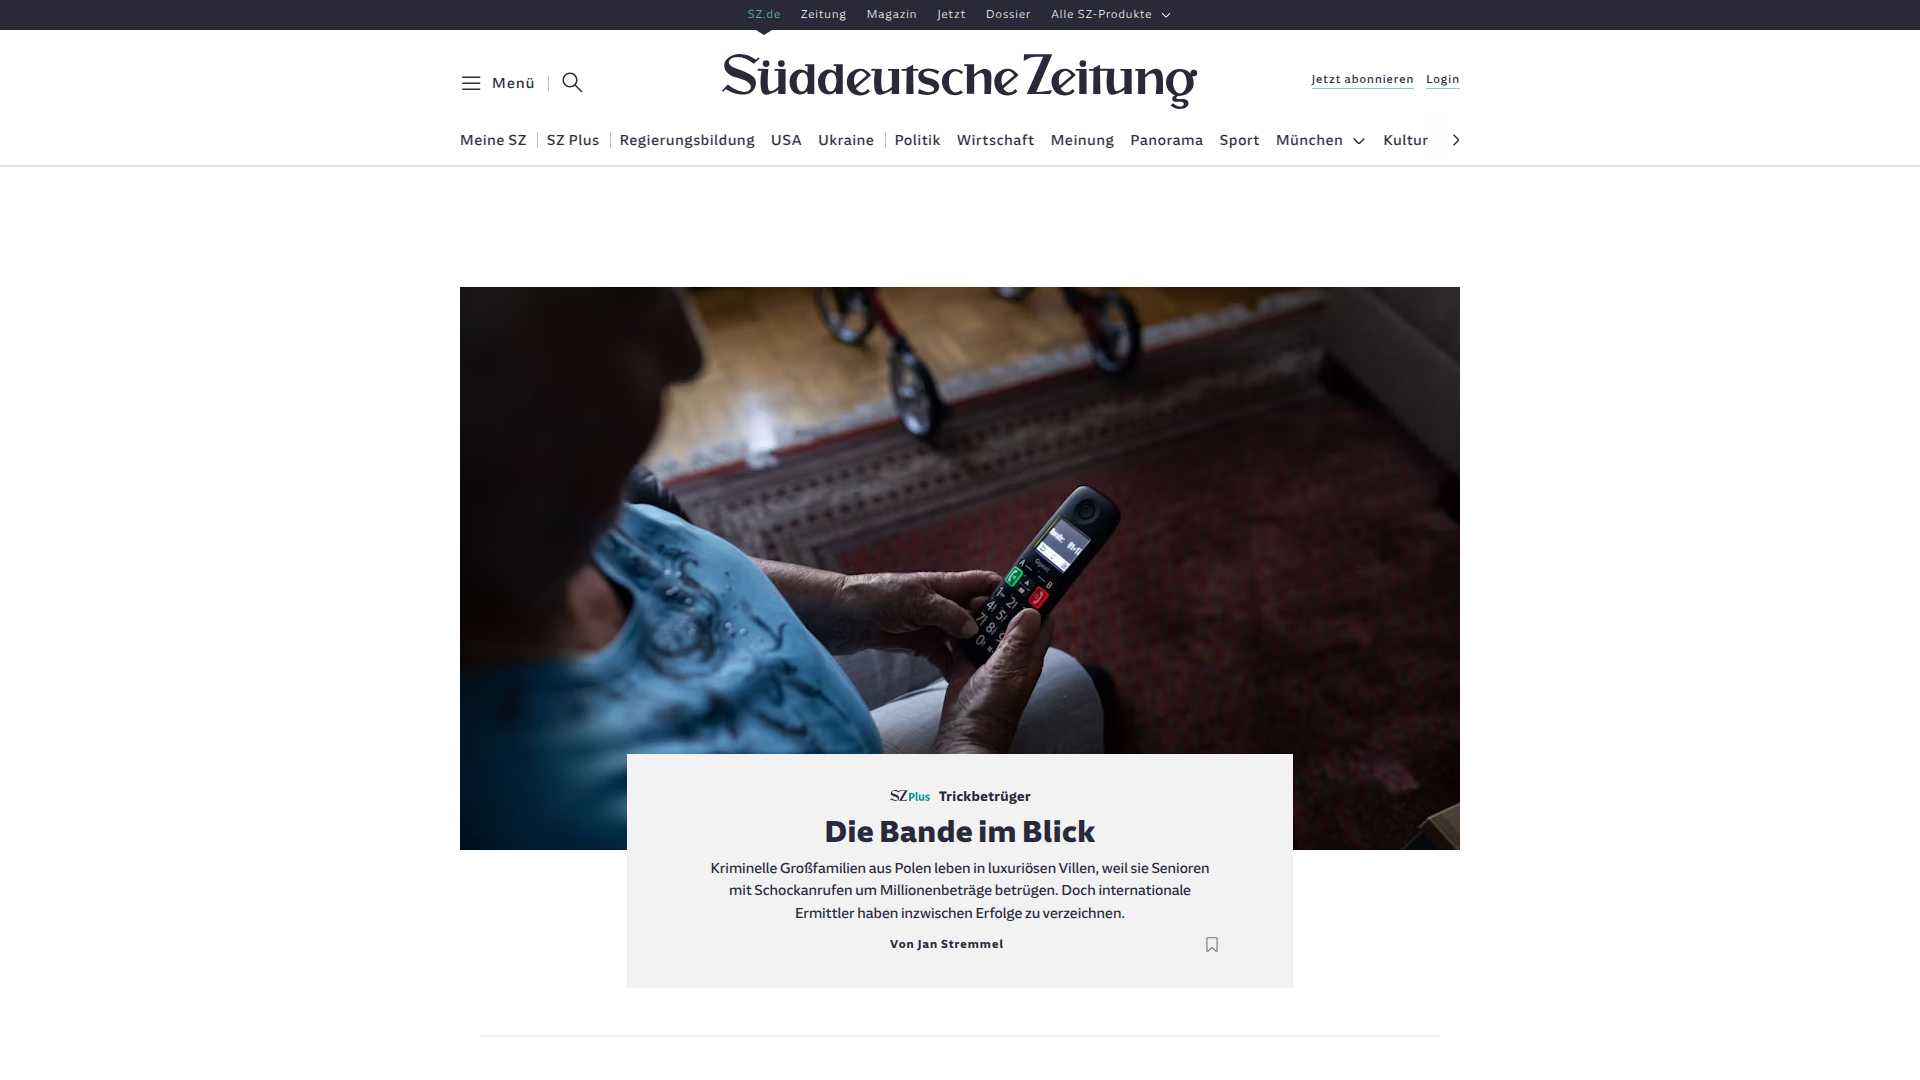 SZ.de Zeitung Magazin Jetzt Dossier Alle SZ-Produkte
Menü
Süddeutsche Zeitung
Jetzt abonnieren Login
Meine SZ SZ Plus Regierungsbildung USA Ukraine Politik Wirtschaft Meinung Panorama Sport München Kultur
SZ Plus Trickbetrüger
Die Bande im Blick
Kriminelle Großfamilien aus Polen leben in luxuriösen Villen, weil sie Senioren
mit Schockanrufen um Millionenbeträge betrügen. Doch internationale
Ermittler haben inzwischen Erfolge zu verzeichnen.
Von Jan Stremmel